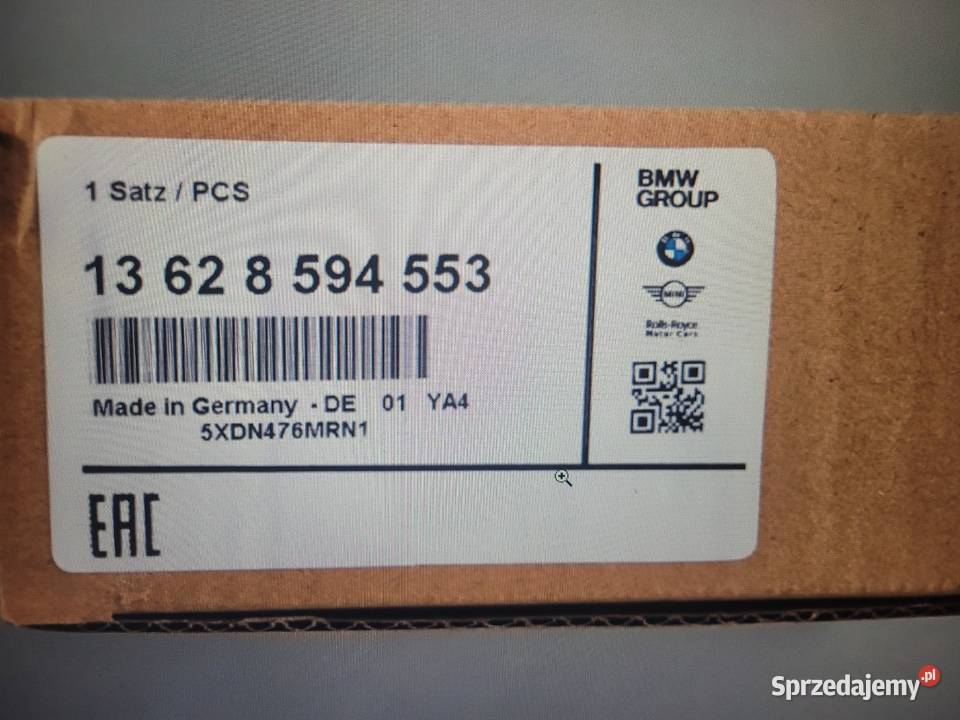 1 Satz / PCS
13 62 8 594 553
Made in Germany - DE 01 YA4
5XDN476MRN1
EAC
BMW
GROUP
MINI
Rolls-Royce
Motor Cars
Sprzedajemy.pl